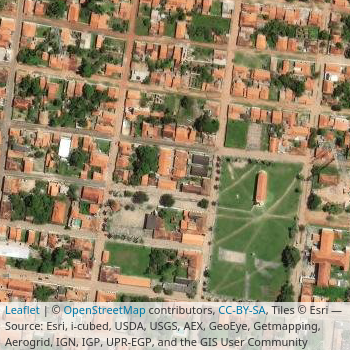 Leaflet | © OpenStreetMap contributors, CC-BY-SA, Tiles © Esri —
Source: Esri, i-cubed, USDA, USGS, AEX, GeoEye, Getmapping,
Aerogrid, IGN, IGP, UPR-EGP, and the GIS User Community